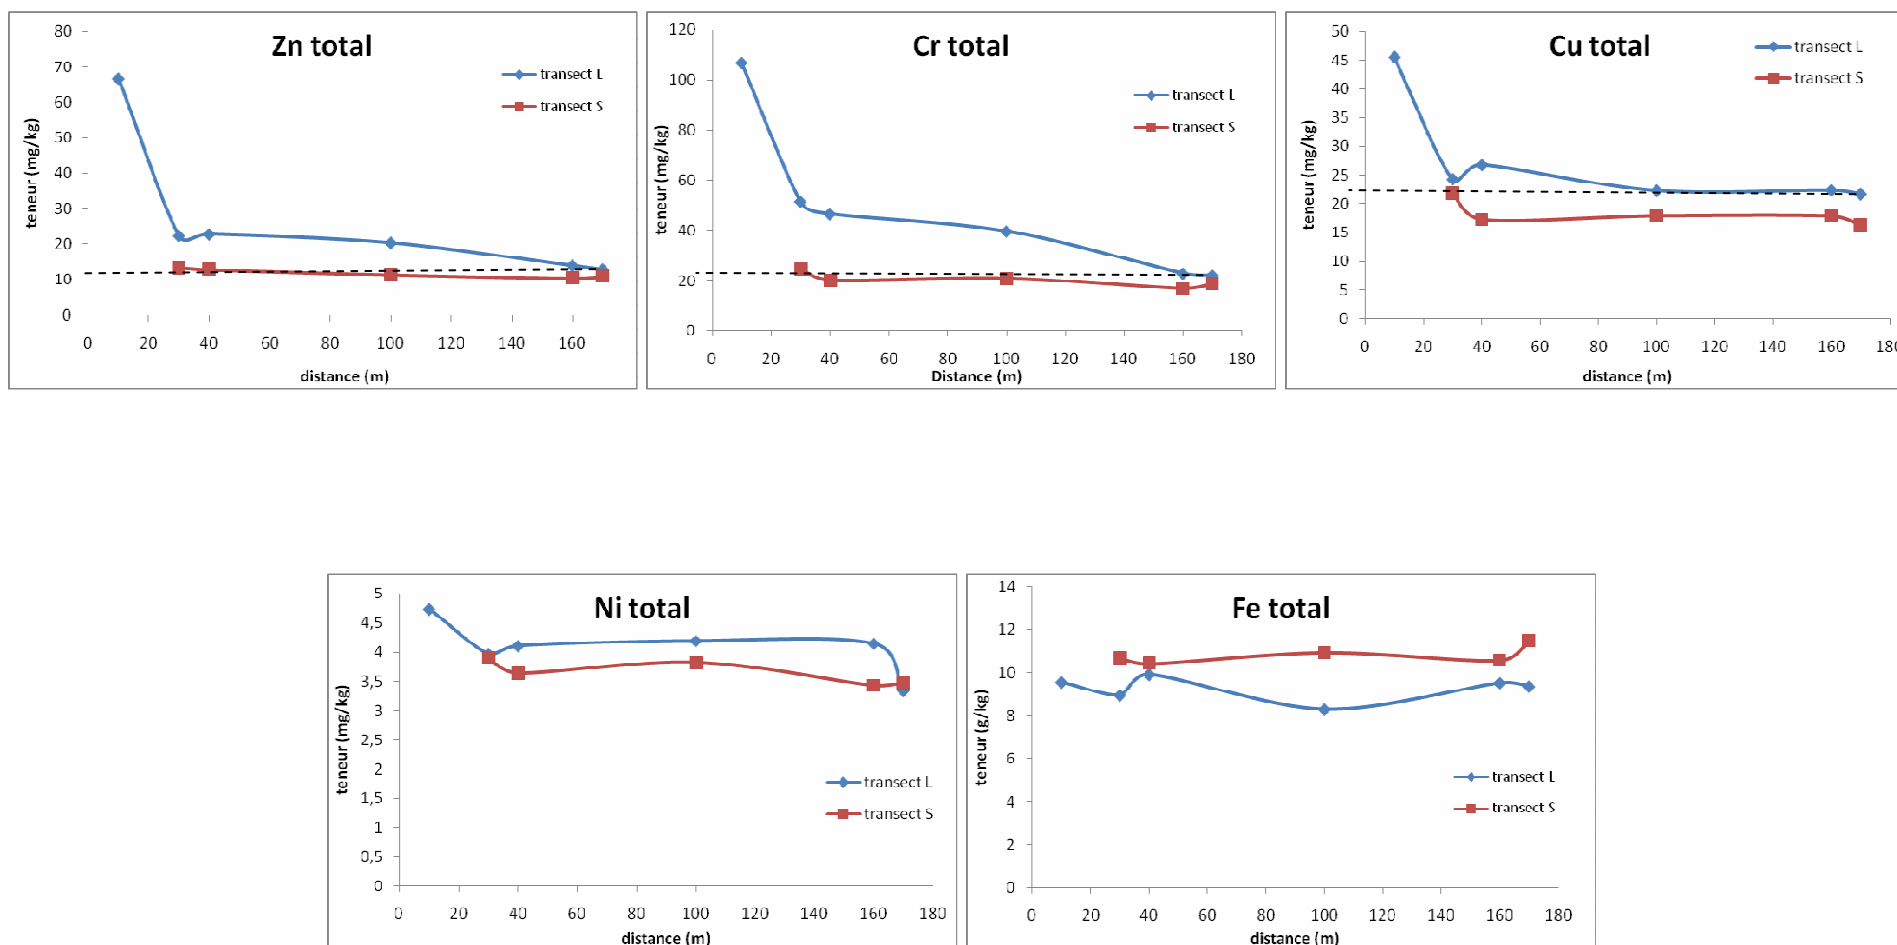 Zn total
80
70
60
50
40
30
20
10
0
teneur (mg/kg)
transect L
transect S
0 20 40 60 80 100 120 140 160
distance (m)
Cr total
120
100
80
60
40
20
0
teneur (mg/kg)
transect L
transect S
0 20 40 60 80 100 120 140 160 180
Distance (m)
Cu total
50
45
40
35
30
25
20
15
10
5
0
teneur (mg/kg)
transect L
transect S
0 20 40 60 80 100 120 140 160 180
distance (m)
Ni total
5
4,5
4
3,5
3
2,5
2
1,5
1
0,5
0
teneur (mg/kg)
transect L
transect S
0 20 40 60 80 100 120 140 160 180
distance (m)
Fe total
14
12
10
8
6
4
2
0
teneur (g/kg)
transect L
transect S
0 20 40 60 80 100 120 140 160 180
distance (m)